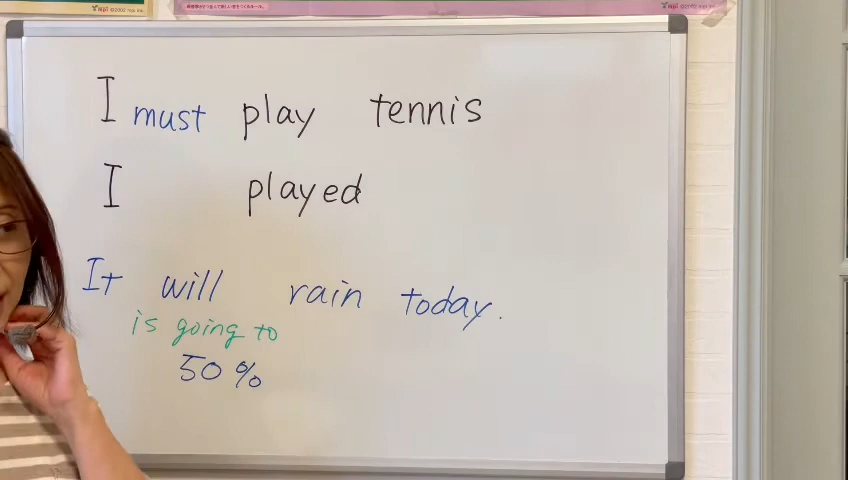 I must play tennis
I played
It will rain today.
is going to
50%